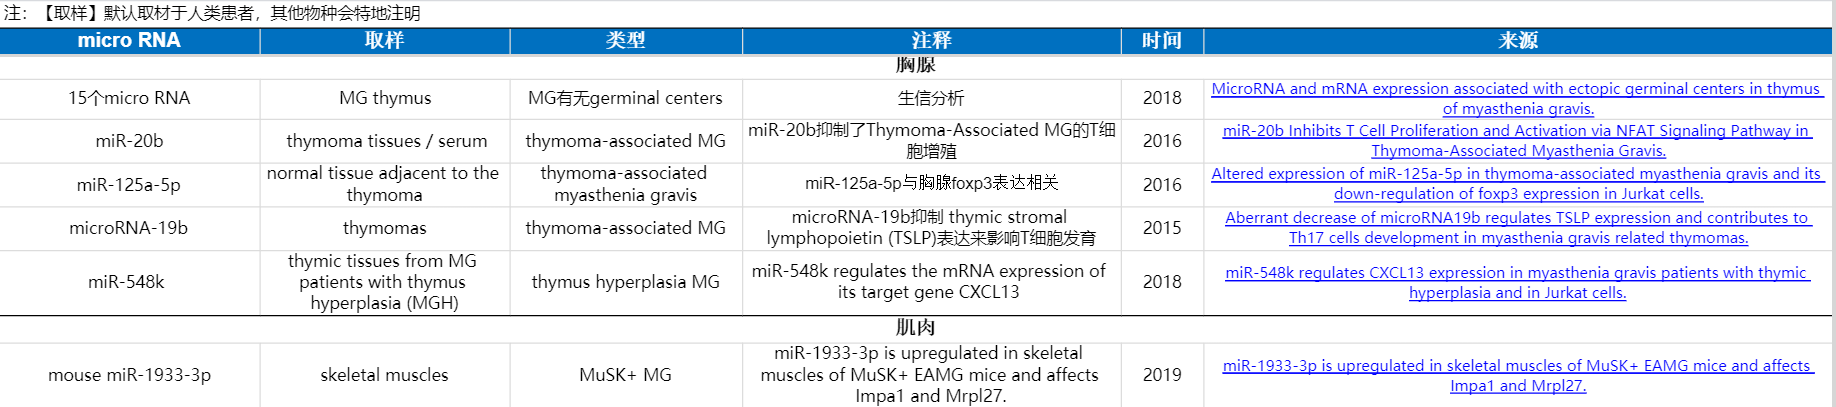 注：【取样】默认取材于人类患者，其他物种会特地注明
micro RNA 取样 类型 注释 时间 来源
胸腺
15个micro RNA MG thymus MG有无germinal centers 生信分析 2018 MicroRNA and mRNA expression associated with ectopic germinal centers in thymus
of myasthenia gravis.
miR-20b thymoma tissues / serum thymoma-associated MG miR-20b抑制了Thymoma-Associated MG的T细
胞增殖 2016 miR-20b Inhibits T Cell Proliferation and Activation via NFAT Signaling Pathway in
Thymoma-Associated Myasthenia Gravis.
miR-125a-5p normal tissue adjacent to the
thymoma thymoma-associated
myasthenia gravis miR-125a-5p与胸腺foxp3表达相关 2016 Altered expression of miR-125a-5p in thymoma-associated myasthenia gravis and its
down-regulation of foxp3 expression in Jurkat cells.
microRNA-19b thymomas thymoma-associated MG microRNA-19b抑制 thymic stromal
lymphopoietin (TSLP)表达来影响T细胞发育 2015 Aberrant decrease of microRNA19b regulates TSLP expression and contributes to
Th17 cells development in myasthenia gravis related thymomas.
miR-548k thymic tissues from MG
patients with thymus
hyperplasia (MGH) thymus hyperplasia MG miR-548k regulates the mRNA expression of
its target gene CXCL13 2018 miR-548k regulates CXCL13 expression in myasthenia gravis patients with thymic
hyperplasia and in Jurkat cells.
肌肉
mouse miR-1933-3p skeletal muscles MuSK+ MG miR-1933-3p is upregulated in skeletal
muscles of MuSK+ EAMG mice and affects
Impa1 and Mrpl27. 2019 miR-1933-3p is upregulated in skeletal muscles of MuSK+ EAMG mice and affects
Impa1 and Mrpl27.